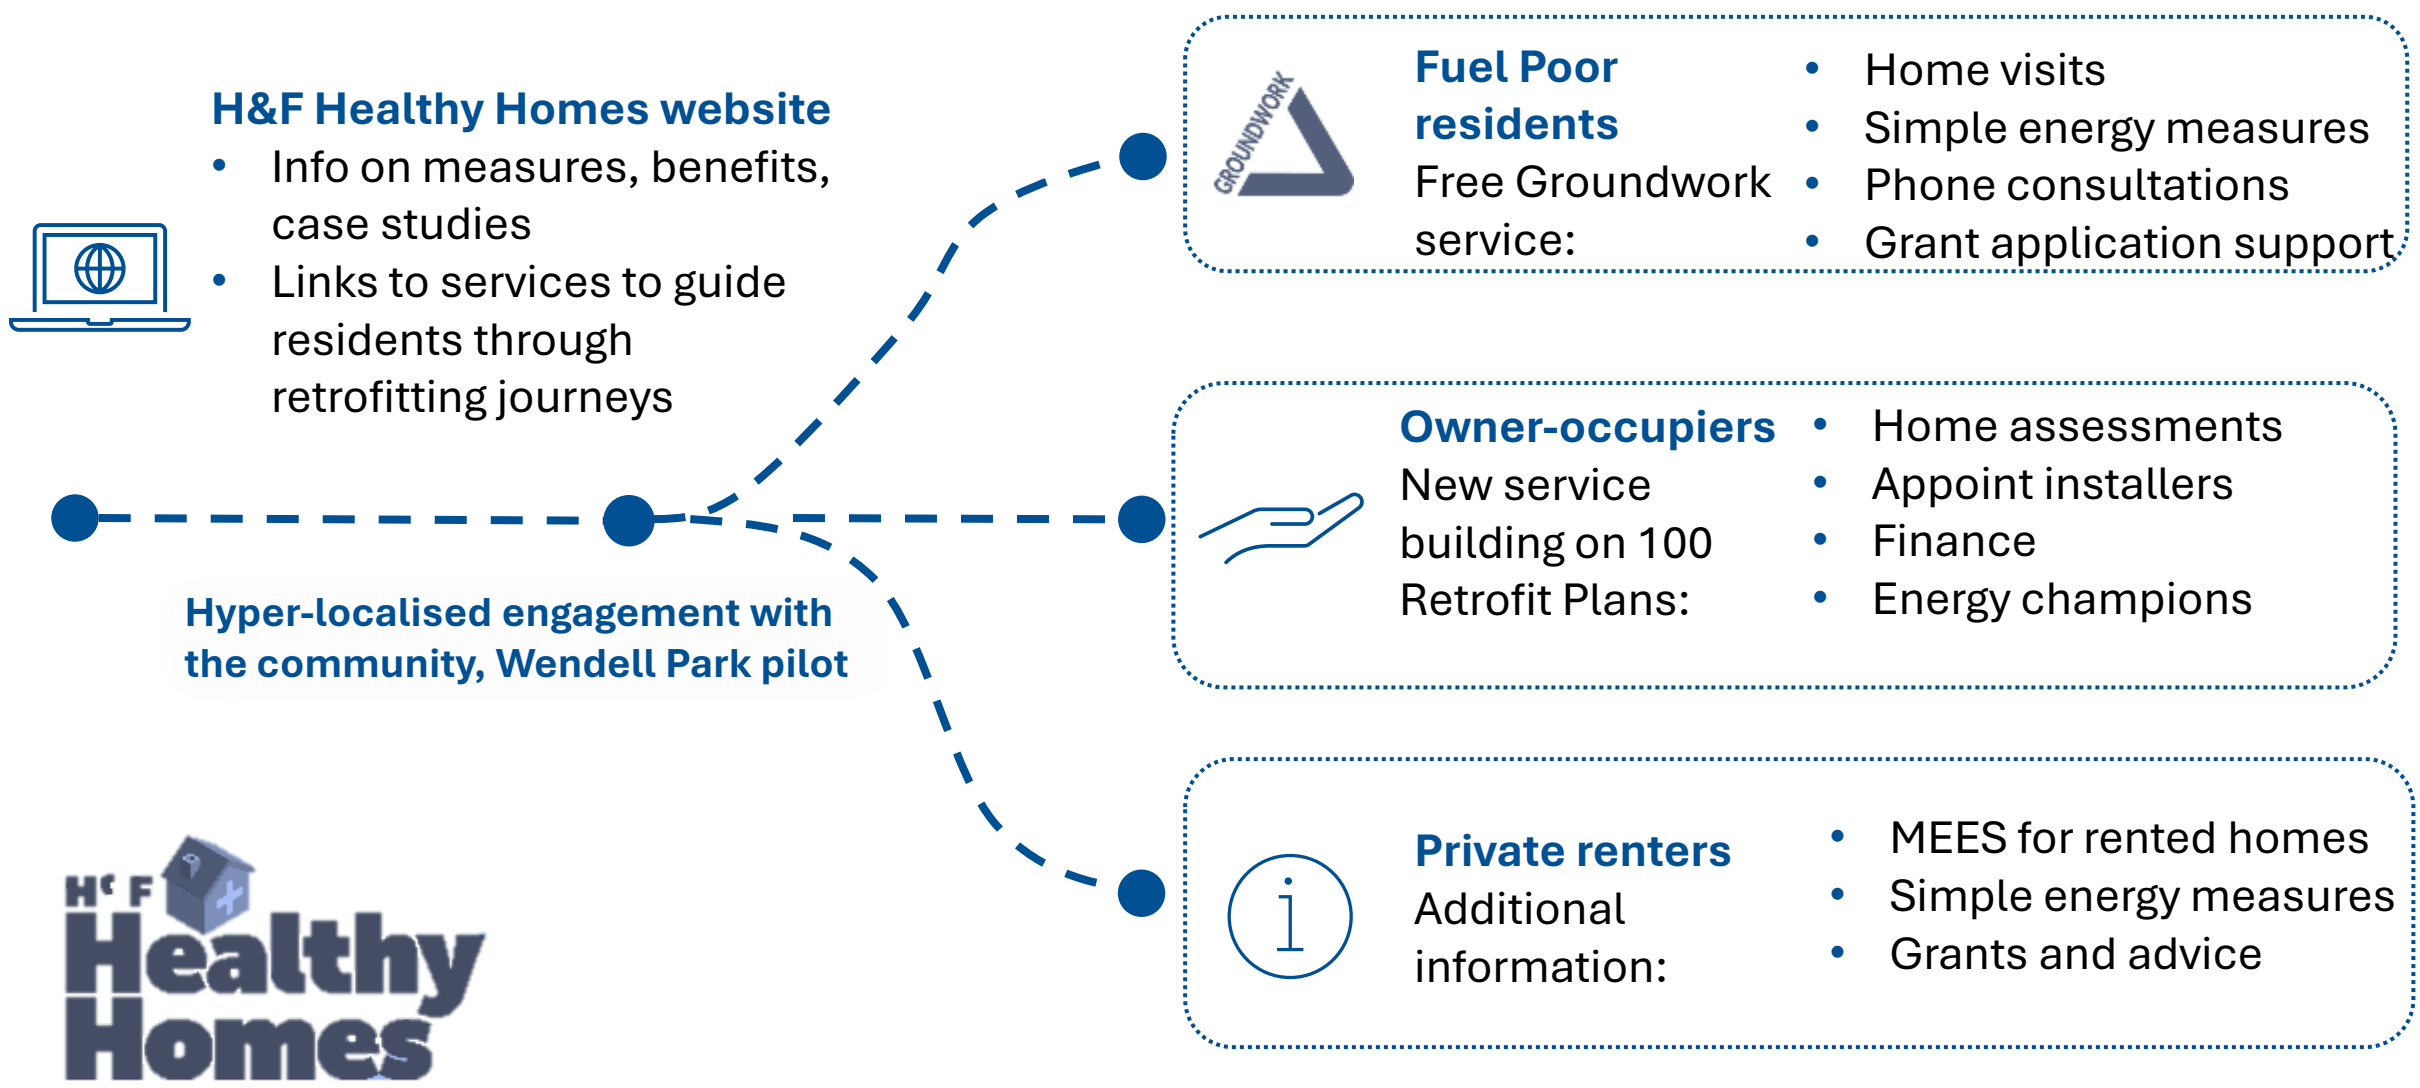 H&F Healthy Homes website
• Info on measures, benefits,
case studies
• Links to services to guide
residents through
retrofitting journeys
Hyper-localised engagement with
the community, Wendell Park pilot
H&F
Healthy
Homes
GROUNDWORK
Fuel Poor
residents
Free Groundwork
service:
• Home visits
• Simple energy measures
• Phone consultations
• Grant application support
Owner-occupiers
New service
building on 100
Retrofit Plans:
• Home assessments
• Appoint installers
• Finance
• Energy champions
i
Private renters
Additional
information:
• MEES for rented homes
• Simple energy measures
• Grants and advice